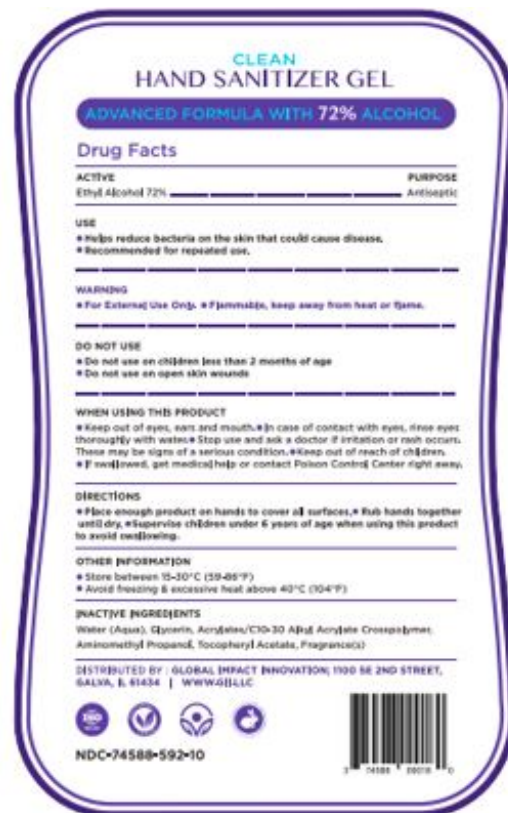 CLEAN
HAND SANITIZER GEL
ADVANCED FORMULA WITH 72% ALCOHOL
Drug Facts
ACTIVE PURPOSE
Ethyl Alcohol 72% Antiseptic
USE
• Helps reduce bacteria on the skin that could cause disease.
• Recommended for repeated use.
WARNING
• For External Use Only. • Flammable, keep away from heat or flame.
DO NOT USE
• Do not use on children less than 2 months of age
• Do not use on open skin wounds
WHEN USING THIS PRODUCT
• Keep out of eyes, ears and mouth. • In case of contact with eyes, rinse eyes
thoroughly with water. • Stop use and ask a doctor if irritation or rash occurs.
These may be signs of a serious condition. • Keep out of reach of children.
• If swallowed, get medical help or contact Poison Control Center right away.
DIRECTIONS
• Place enough product on hands to cover all surfaces. • Rub hands together
until dry. • Supervise children under 6 years of age when using this product
to avoid swallowing.
OTHER INFORMATION
• Store between 15-30°C (59-86°F)
• Avoid freezing & excessive heat above 40°C (104°F)
INACTIVE INGREDIENTS
Water (Aqua), Glycerin, Acrylates/C10-30 Alkyl Acrylate Crosspolymer,
Aminomethyl Propanol, Tocopheryl Acetate, Fragrance(s)
DISTRIBUTED BY : GLOBAL IMPACT INNOVATION; 1100 SE 2ND STREET,
GALVA, IL 61434 | WWW.GII.LLC
ISO
NDC-74588-592-10